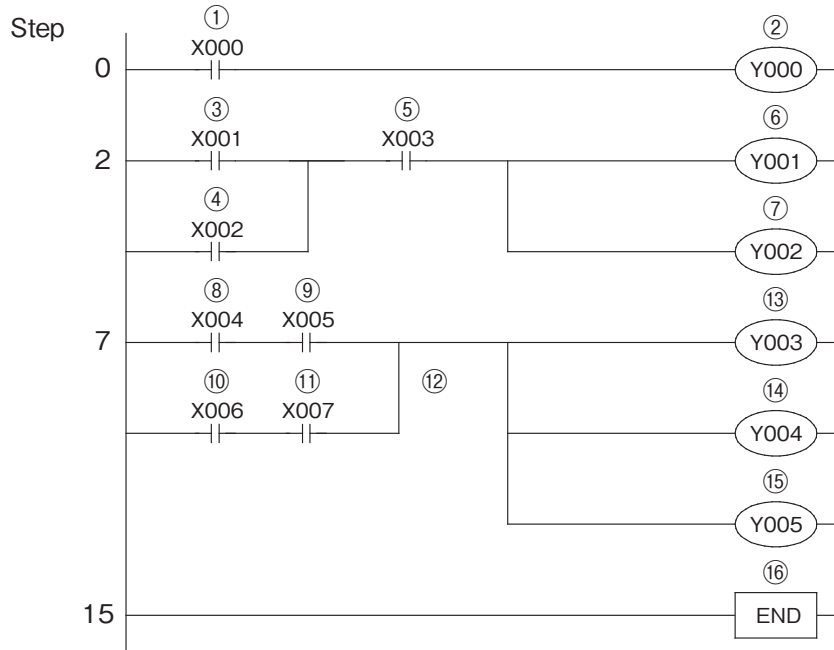 Step
① ②
X000
0 Y000
③ ⑤ ⑥
X001 X003
2 Y001
④ ⑦
X002 Y002
⑧ ⑨ ⑬
X004 X005
7 Y003
⑩ ⑪ ⑫ ⑭
X006 X007
Y004
⑮
Y005
⑯
15 END